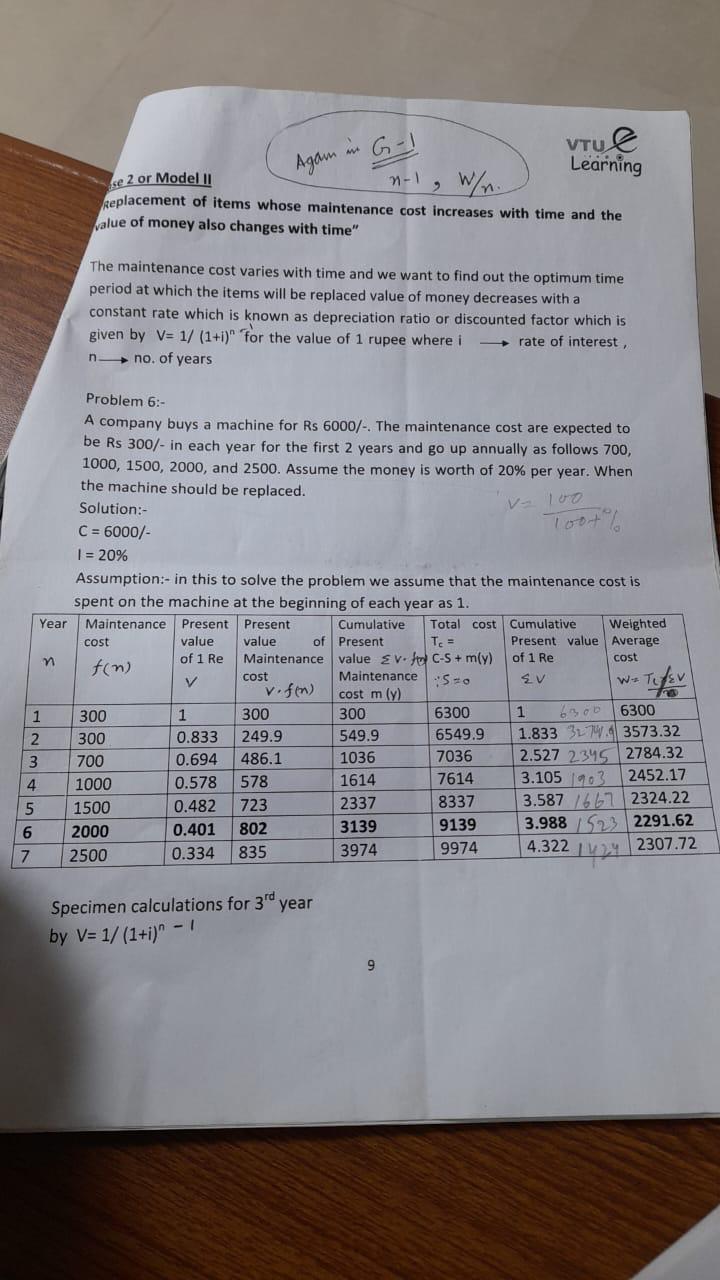 Again in G-1
n-1, W/n.
VTU e
Learning
se 2 or Model II
Replacement of items whose maintenance cost increases with time and the
value of money also changes with time"
The maintenance cost varies with time and we want to find out the optimum time
period at which the items will be replaced value of money decreases with a
constant rate which is known as depreciation ratio or discounted factor which is
given by V= 1/ (1+i)ⁿ ⁻¹ for the value of 1 rupee where i → rate of interest ,
n → no. of years
Problem 6:-
A company buys a machine for Rs 6000/-. The maintenance cost are expected to
be Rs 300/- in each year for the first 2 years and go up annually as follows 700,
1000, 1500, 2000, and 2500. Assume the money is worth of 20% per year. When
the machine should be replaced.
V= 100
100+%
Solution:-
C = 6000/-
I = 20%
Assumption:- in this to solve the problem we assume that the maintenance cost is
spent on the machine at the beginning of each year as 1.
Year Maintenance Present Present Cumulative Total cost Cumulative Weighted
cost value value of Present Tc = Present value Average
n f(n) of 1 Re Maintenance value Σv·f(n) C-S + m(y) of 1 Re cost
V cost Maintenance ∵S=0 ΣV W= Tc/ΣV
V·f(n) cost m (y)
1 300 1 300 300 6300 1 6300 6300
2 300 0.833 249.9 549.9 6549.9 1.833 3274.9 3573.32
3 700 0.694 486.1 1036 7036 2.527 2345 2784.32
4 1000 0.578 578 1614 7614 3.105 1903 2452.17
5 1500 0.482 723 2337 8337 3.587 1667 2324.22
6 2000 0.401 802 3139 9139 3.988 1523 2291.62
7 2500 0.334 835 3974 9974 4.322 1424 2307.72
Specimen calculations for 3rd year
by V= 1/ (1+i)ⁿ ⁻ ¹
9